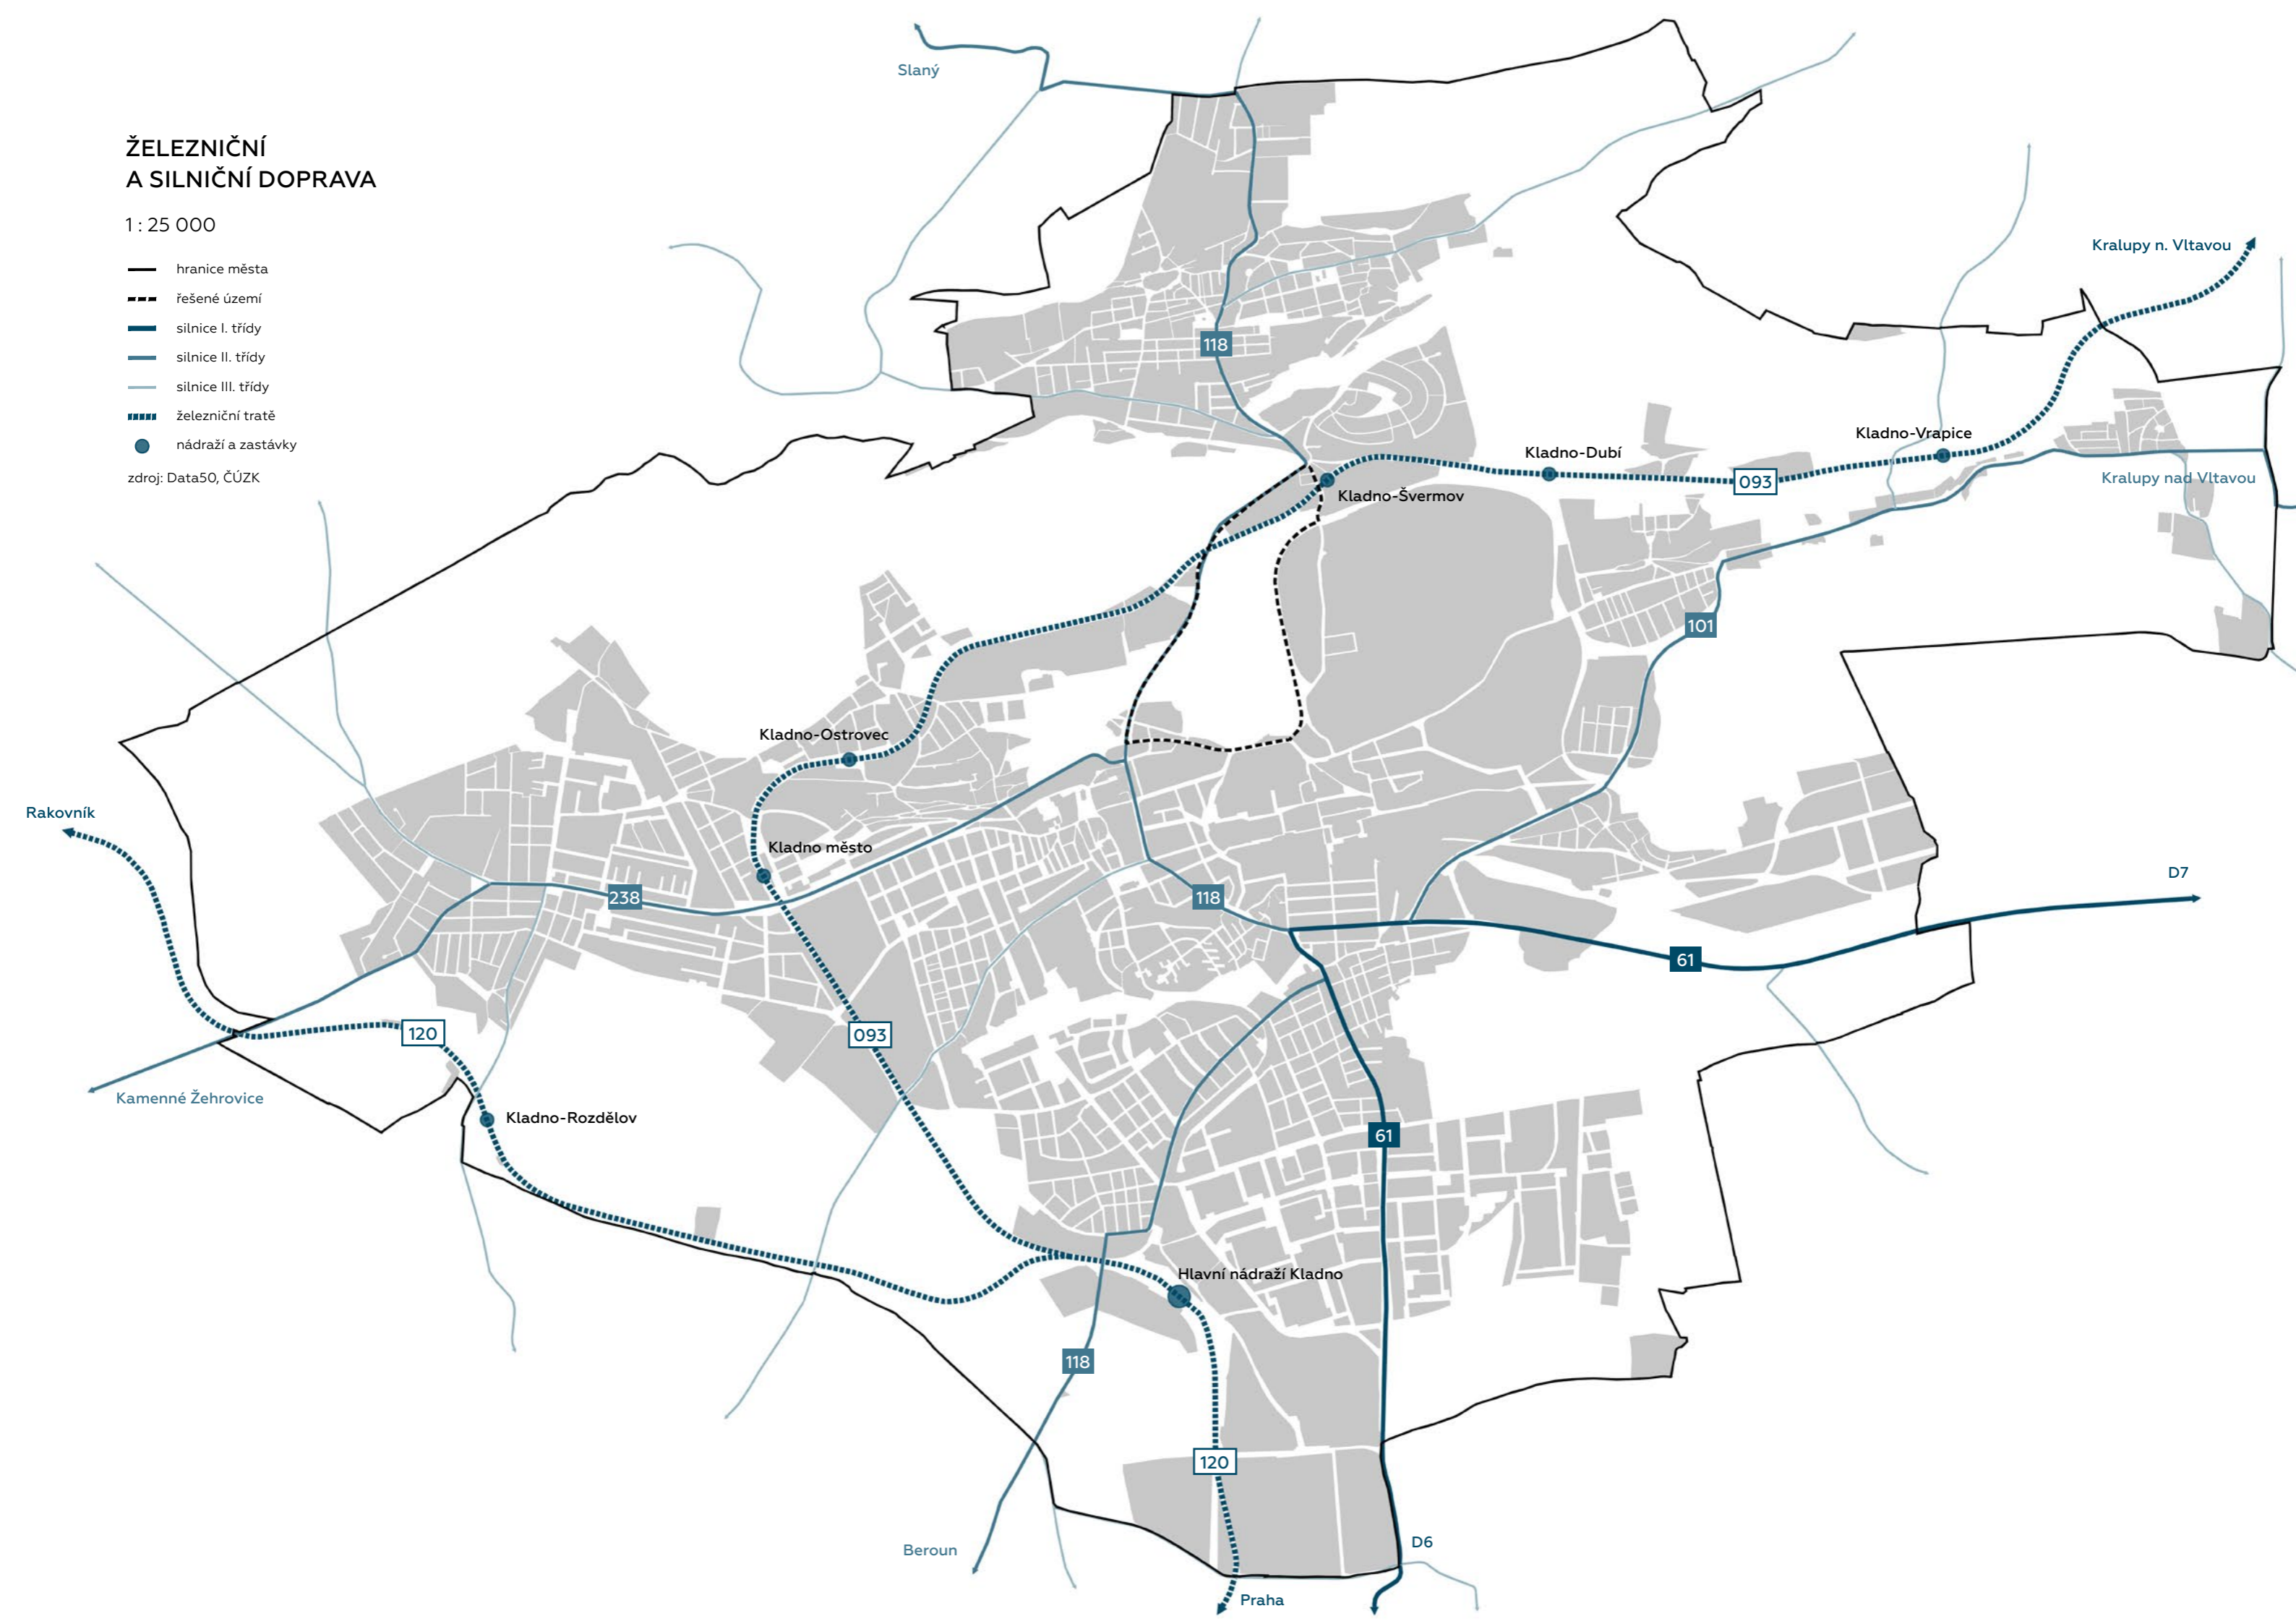 ŽELEZNIČNÍ
A SILNIČNÍ DOPRAVA
1 : 25 000
hranice města
řešené území
silnice I. třídy
silnice II. třídy
silnice III. třídy
železniční tratě
nádraží a zastávky
zdroj: Data50, ČÚZK
Slaný
Kralupy n. Vltavou
118
Kladno-Vrapice
Kladno-Dubí
Kralupy nad Vltavou
093
Kladno-Švermov
101
Kladno-Ostrovec
Rakovník
Kladno město
D7
238
118
61
120
093
Kamenné Žehrovice
Kladno-Rozdělov
61
Hlavní nádraží Kladno
118
120
D6
Beroun
Praha